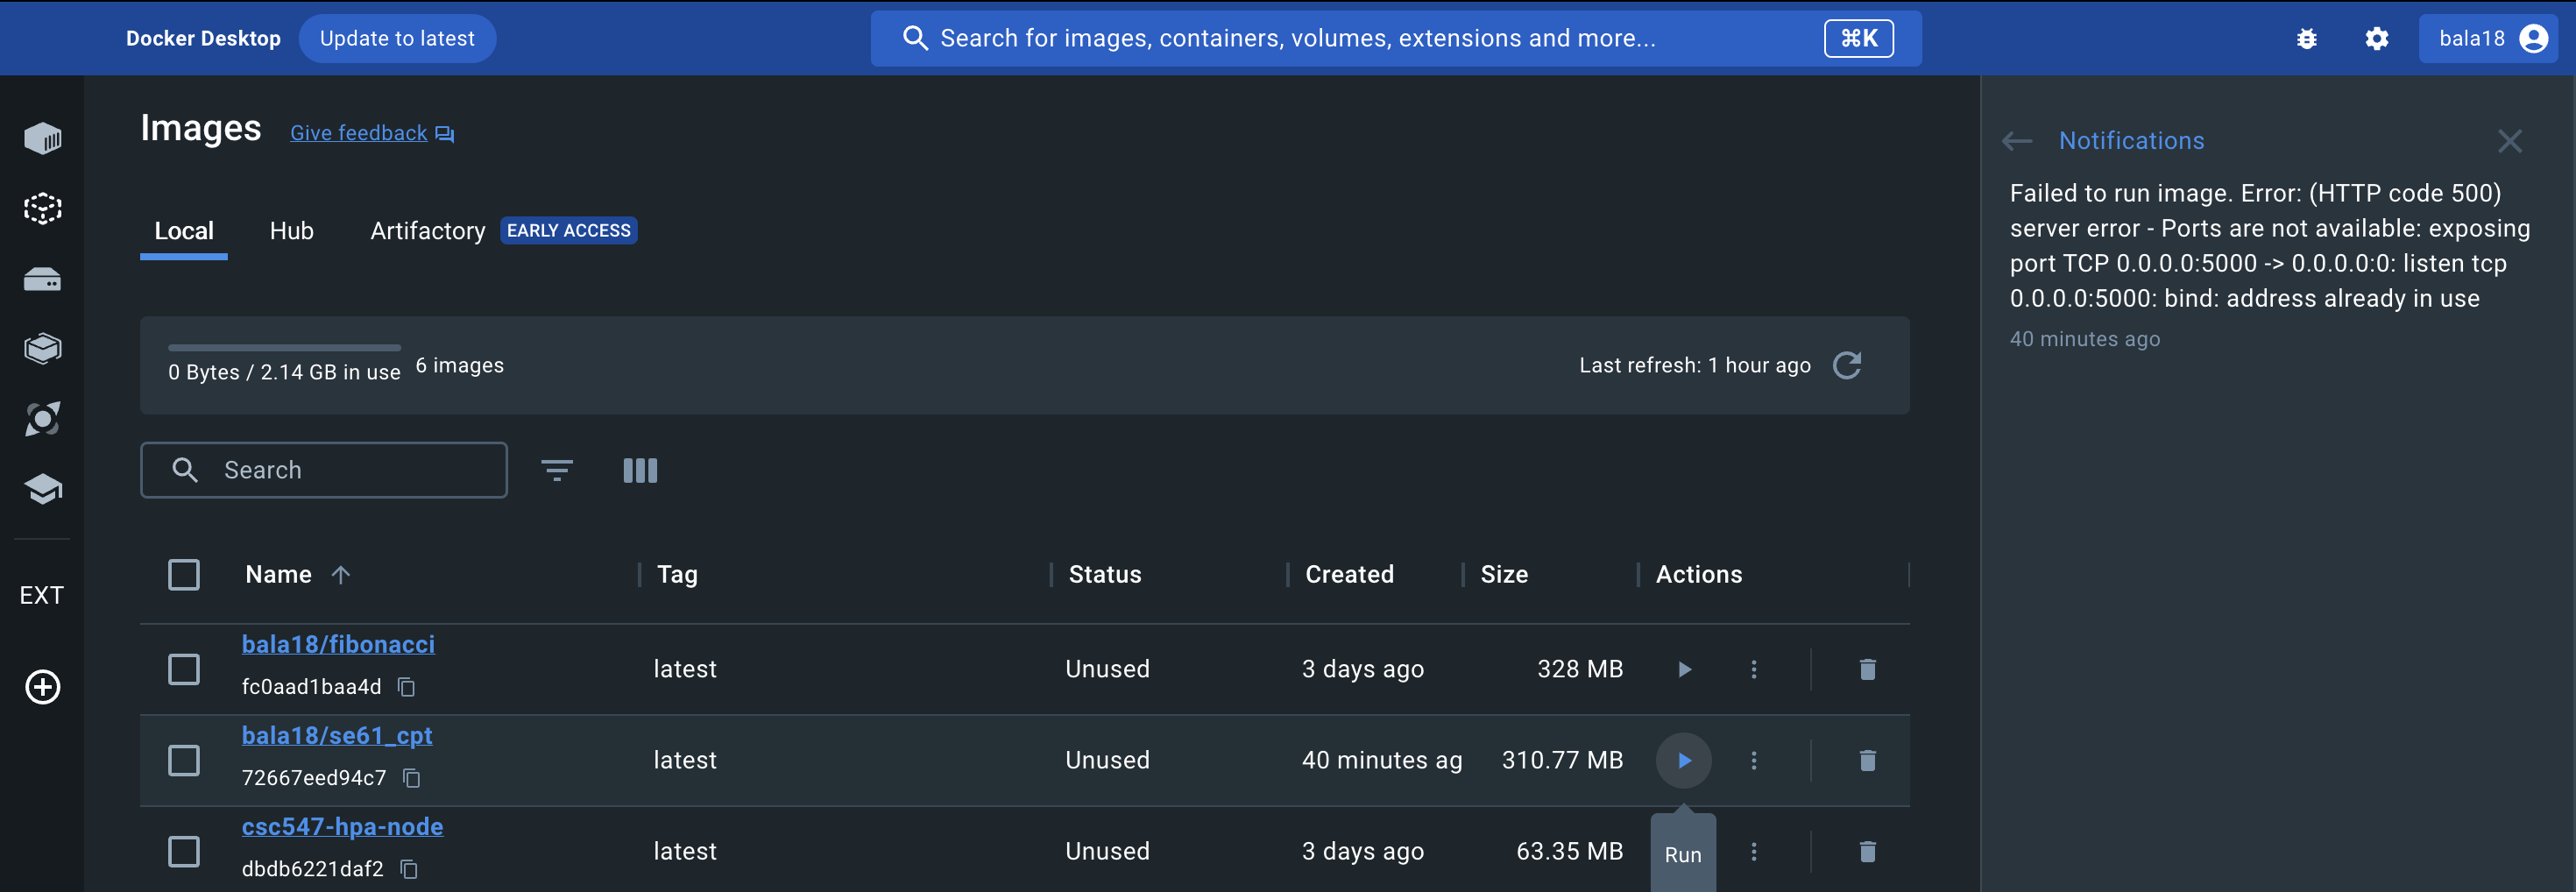 Docker Desktop
Update to latest
Search for images, containers, volumes, extensions and more...
⌘K
bala18
Images
Give feedback
Local
Hub
Artifactory
EARLY ACCESS
0 Bytes / 2.14 GB in use
6 images
Last refresh: 1 hour ago
Search
EXT
Name
Tag
Status
Created
Size
Actions
bala18/fibonacci
fc0aad1baa4d
latest
Unused
3 days ago
328 MB
bala18/se61_cpt
72667eed94c7
latest
Unused
40 minutes ag
310.77 MB
csc547-hpa-node
dbdb6221daf2
latest
Unused
3 days ago
63.35 MB
Run
Notifications
Failed to run image. Error: (HTTP code 500)
server error - Ports are not available: exposing
port TCP 0.0.0.0:5000 -> 0.0.0.0:0: listen tcp
0.0.0.0:5000: bind: address already in use
40 minutes ago